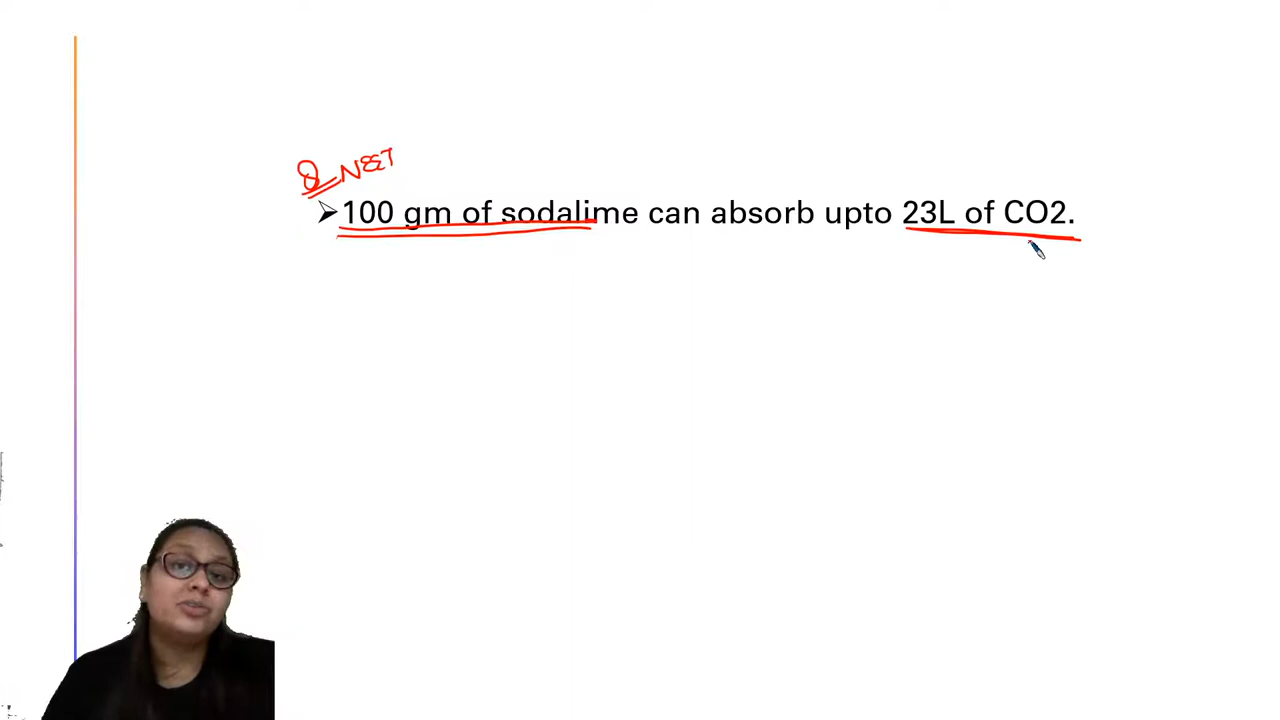 Q NEET
➢ 100 gm of sodalime can absorb upto 23L of CO2.